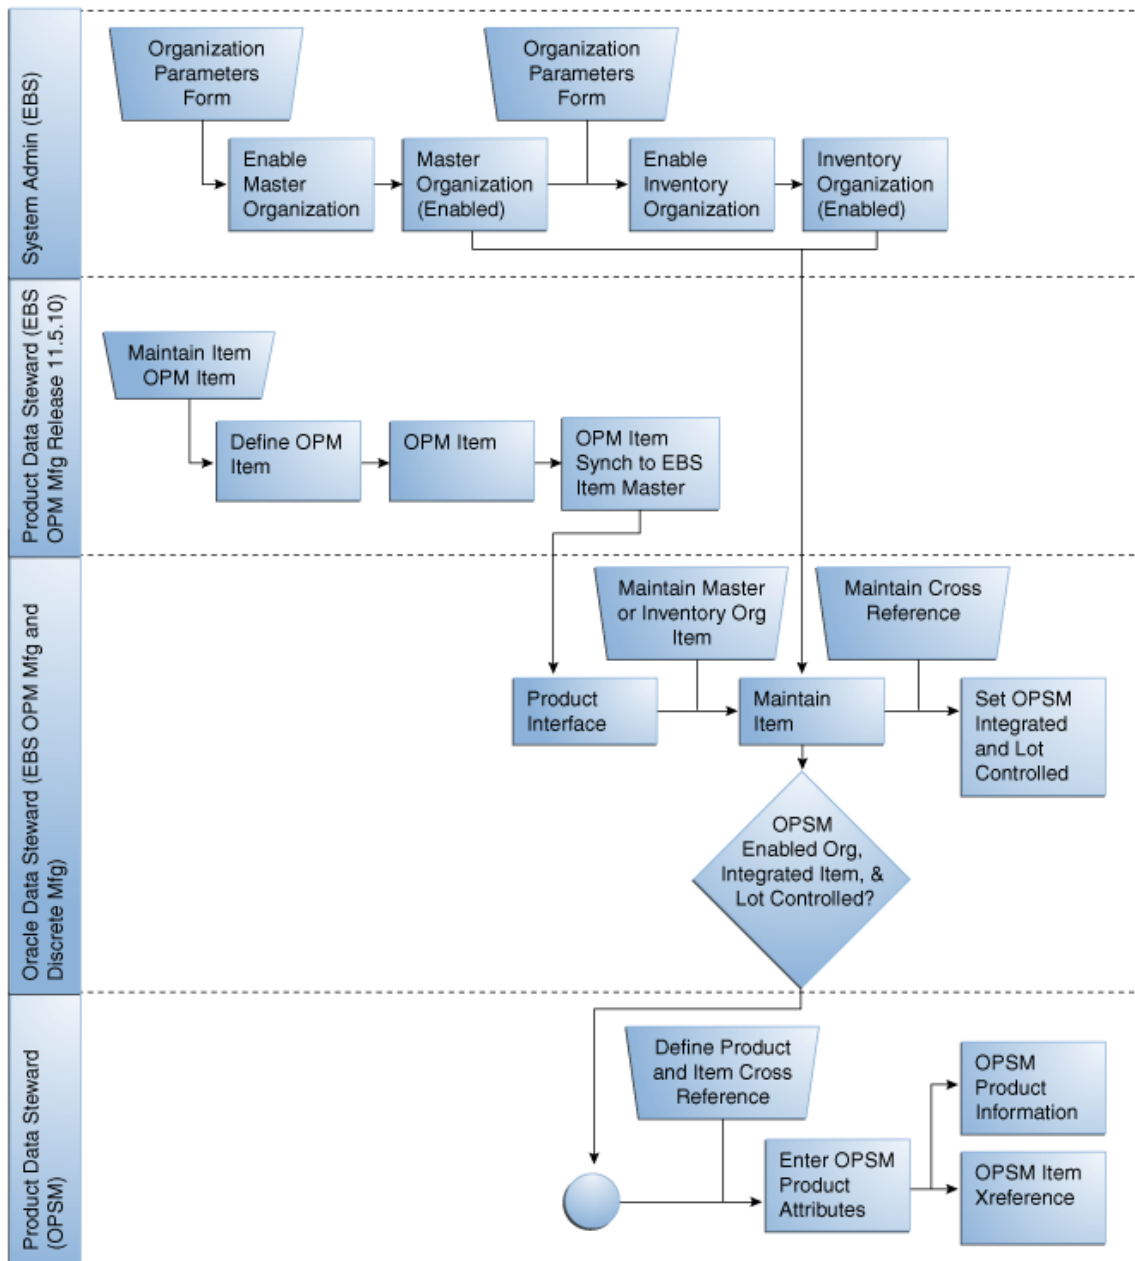 System Admin (EBS)
Organization
Parameters
Form
Organization
Parameters
Form
Enable
Master
Organization
Master
Organization
(Enabled)
Enable
Inventory
Organization
Inventory
Organization
(Enabled)
Product Data Steward (EBS
OPM Mfg Release 11.5.10)
Maintain Item
OPM Item
Define OPM
Item
OPM Item
OPM Item
Synch to EBS
Item Master
Oracle Data Steward (EBS OPM Mfg and
Discrete Mfg)
Maintain Master
or Inventory Org
Item
Maintain Cross
Reference
Product
Interface
Maintain
Item
Set OPSM
Integrated
and Lot
Controlled
OPSM
Enabled Org,
Integrated Item, &
Lot Controlled?
Product Data Steward
(OPSM)
Define Product
and Item Cross
Reference
Enter OPSM
Product
Attributes
OPSM
Product
Information
OPSM Item
Xreference